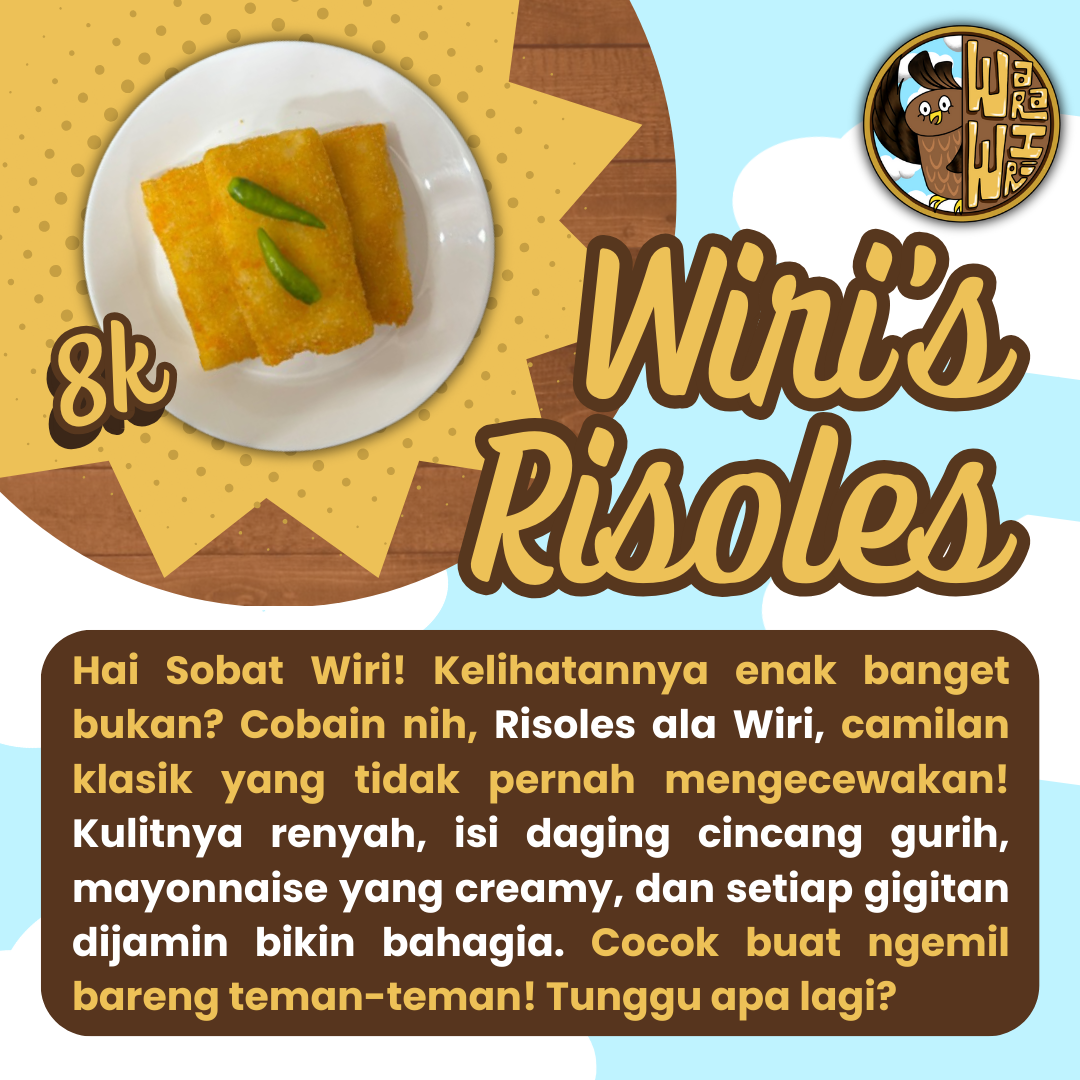 Wara
Wiri
8k
Wiri's
Risoles
Hai Sobat Wiri! Kelihatannya enak banget
bukan? Cobain nih, Risoles ala Wiri, camilan
klasik yang tidak pernah mengecewakan!
Kulitnya renyah, isi daging cincang gurih,
mayonnaise yang creamy, dan setiap gigitan
dijamin bikin bahagia. Cocok buat ngemil
bareng teman-teman! Tunggu apa lagi?